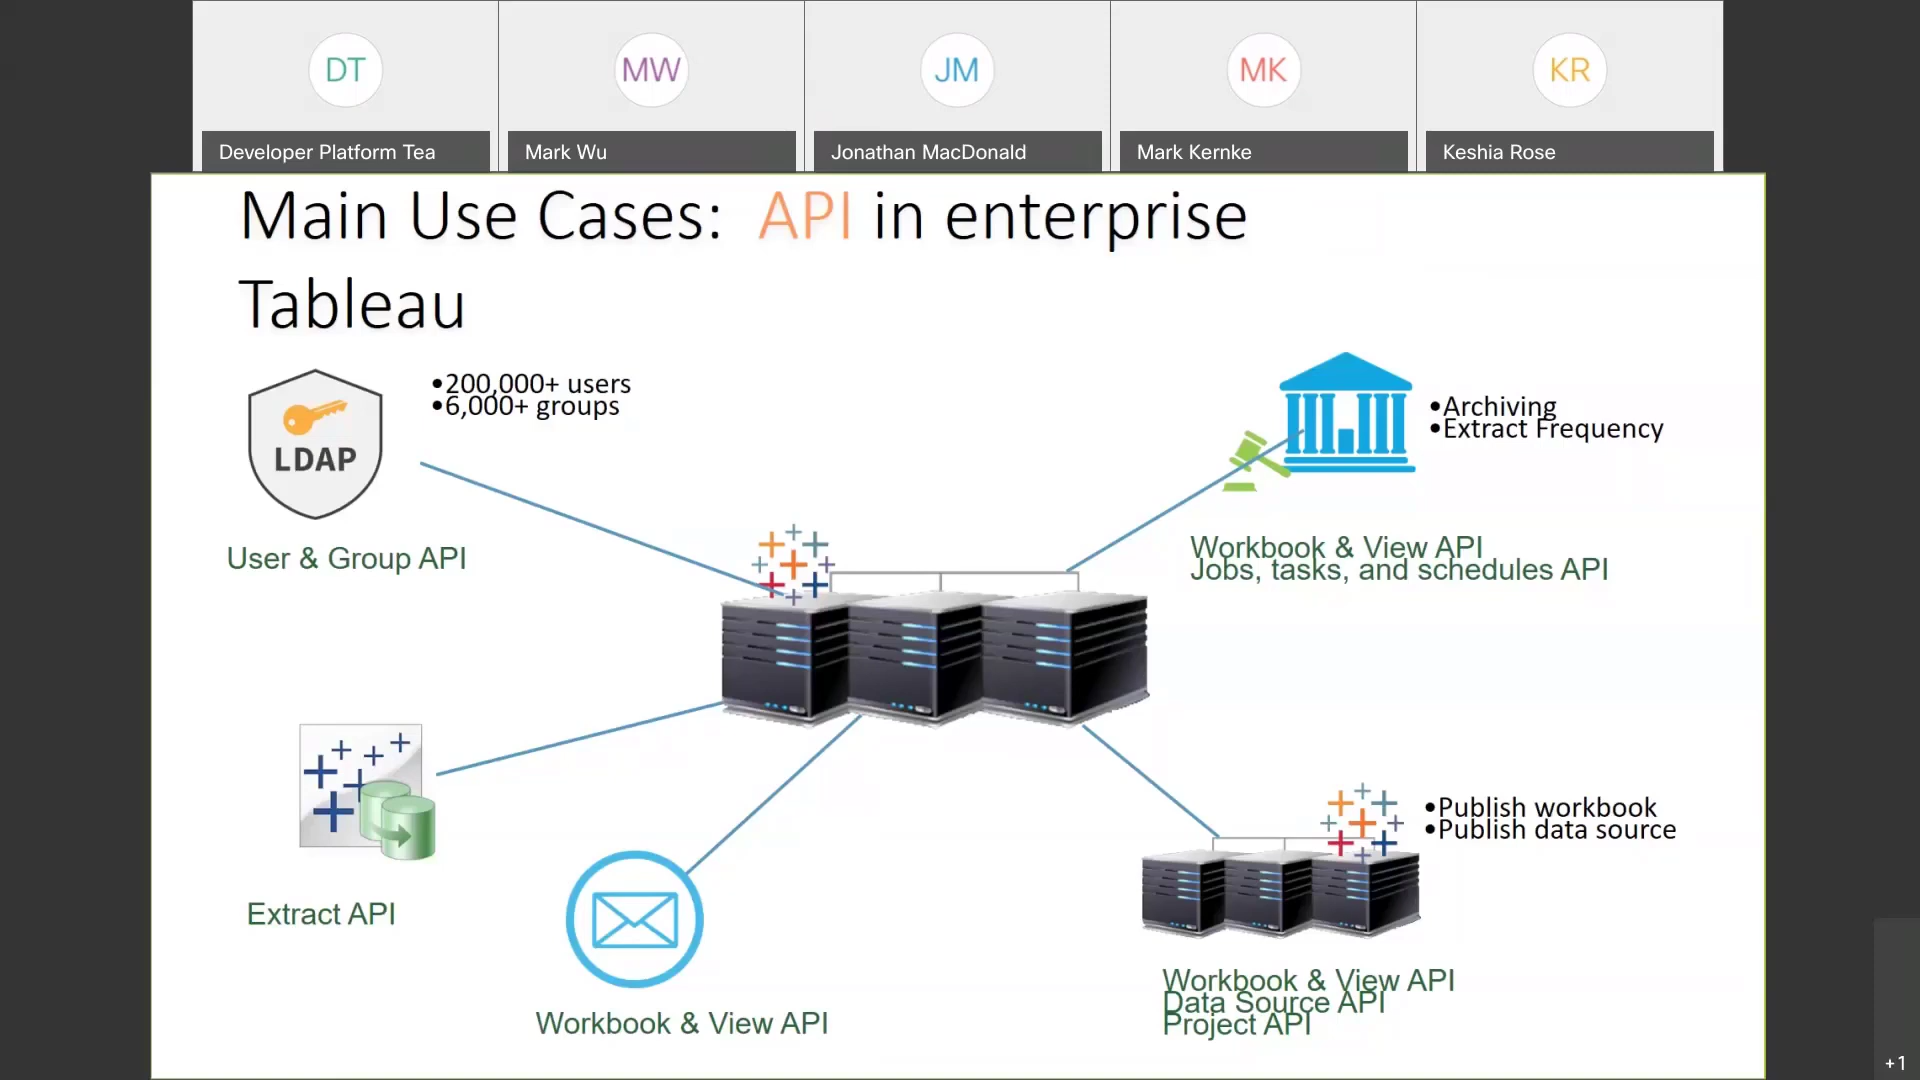 DT
MW
JM
MK
KR
Developer Platform Tea
Mark Wu
Jonathan MacDonald
Mark Kernke
Keshia Rose
Main Use Cases:  API in enterprise
Tableau
LDAP
•200,000+ users
•6,000+ groups
User & Group API
•Archiving
•Extract Frequency
Workbook & View API
Jobs, tasks, and schedules API
Extract API
Workbook & View API
•Publish workbook
•Publish data source
Workbook & View API
Data Source API
Project API
+1